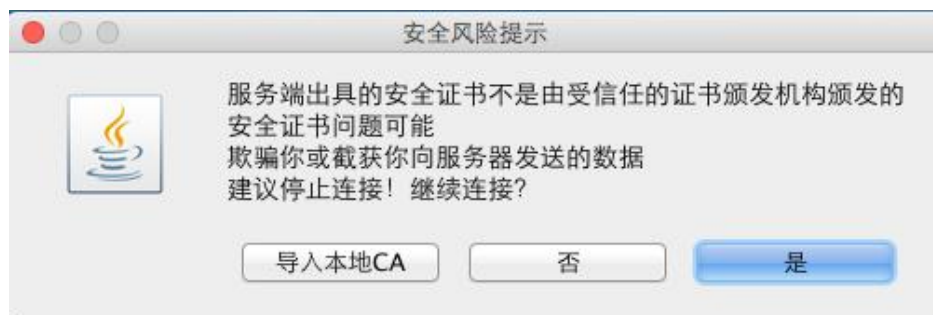 安全风险提示
服务端出具的安全证书不是由受信任的证书颁发机构颁发的
安全证书问题可能
欺骗你或截获你向服务器发送的数据
建议停止连接！继续连接？
导入本地CA
否
是